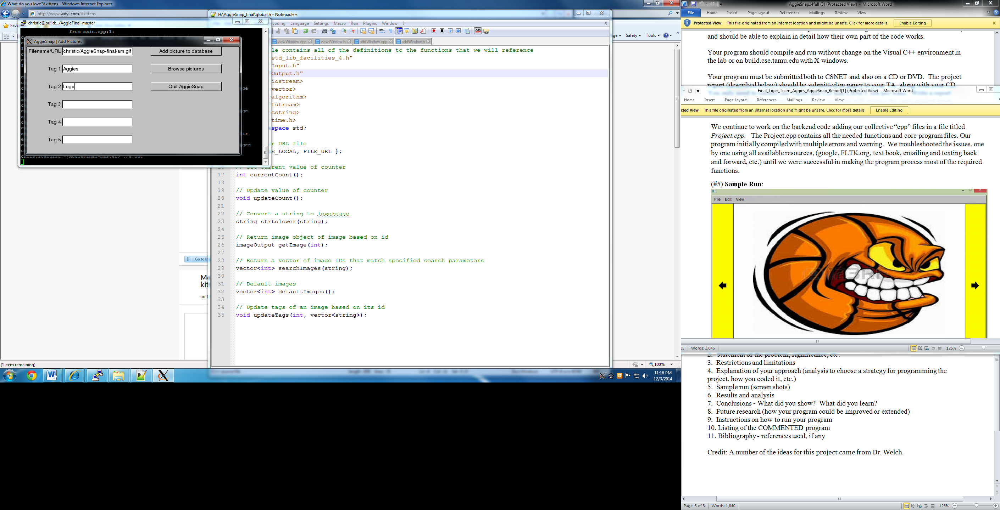 What do you love?#kittens - Windows Internet Explorer
http://www.wdyl.com/#kittens
Safety
Tools
christic@build:.../AggieFinal-master
from main.cpp:1:
AggieSnap | Add Pictures
Filename/URL
christic/AggieSnap-final/am.gif
Add picture to database
Tag 1
Aggies
Browse pictures
Tag 2
Logo
Quit AggieSnap
Tag 3
Tag 4
Tag 5
christic@build:~/AggieFinal-master> ./a.out
H:\AggieSnap_final\global.h - Notepad++
Language Settings Macro Run Plugins Window ?
X
viewWindow.cpp viewWindow.h addWindow.cpp addWindow.h
contains all of the definitions to the functions that we will reference
std_lib_facilities_4.h"
Input.h"
Output.h"
iostream>
vector>
algorithm>
fstream>
cstring>
time.h>
space std;
URL file
E_LOCAL, FILE_URL };
current value of counter
17 int currentCount();
18
19 // Update value of counter
20 void updateCount();
21
22 // Convert a string to lowercase
23 string strtolower(string);
24
25 // Return image object of image based on id
26 imageOutput getImage(int);
27
28 // Return a vector of image IDs that match specified search parameters
29 vector<int> searchImages(string);
30
31 // Default images
32 vector<int> defaultImages();
33
34 // Update tags of an image based on its id
35 void updateTags(int, vector<string>);
Go to
on
(1 item remaining)
100%
11:16 PM
12/3/2014
AggieSnap14fall (3) (Protected View) - Microsoft Word
File Home Insert Page Layout References Mailings Review View
Protected View This file originated from an Internet location and might be unsafe. Click for more details. Enable Editing
and should be able to explain in detail how their own part of the code works.
Your program should compile and run without change on the Visual C++ environment in
the lab or on build.cse.tamu.edu with X windows.
Your program must be submitted both to CSNET and also on a CD or DVD. The project
report (described below) should be submitted on paper to your TA, along with your CD.
Final_Tiger_Team_Aggies_AggieSnap_Report[1] (Protected View) - Microsoft Word
Home Insert Page Layout References Mailings Review View
cted View This file originated from an Internet location and might be unsafe. Click for more details. Enable Editing
We continue to work on the backend code adding our collective “cpp” files in a file titled
Project.cpp. The Project.cpp contains all the needed functions and core program files. Our
program initially compiled with multiple errors and warning. We troubleshooted the issues, one
by one using all available resources, (google, FLTK.org, text book, emailing and texting back
and forward, etc.) until we were successful in making the program process most of the required
functions.
(#5) Sample Run:
File Edit View
15 Words: 3,046
125%
2. Statement of the problem, significance, etc.
3. Restrictions and limitations
4. Explanation of your approach (analysis to choose a strategy for programming the
project, how you coded it, etc.)
5. Sample run (screen shots)
6. Results and analysis
7. Conclusions - What did you show? What did you learn?
8. Future research (how your program could be improved or extended)
9. Instructions on how to run your program
10. Listing of the COMMENTED program
11. Bibliography - references used, if any
Credit: A number of the ideas for this project came from Dr. Welch.
Page: 3 of 3 Words: 1,040
125%